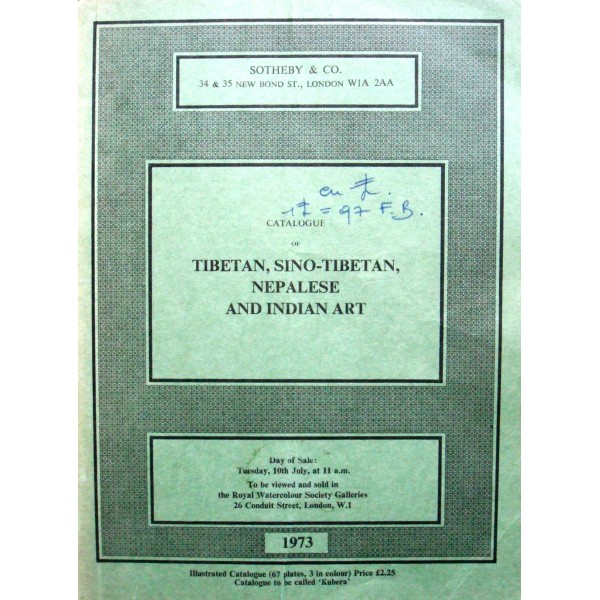 SOTHEBY & CO.
34 & 35 NEW BOND ST., LONDON W1A 2AA
en £.
1£ = 97 F.B.
CATALOGUE
OF
TIBETAN, SINO-TIBETAN,
NEPALESE
AND INDIAN ART
Day of Sale:
Tuesday, 10th July, at 11 a.m.
To be viewed and sold in
the Royal Watercolour Society Galleries
26 Conduit Street, London, W.1
1973
Illustrated Catalogue (67 plates, 3 in colour) Price £2.25
Catalogue to be called 'Kubera'